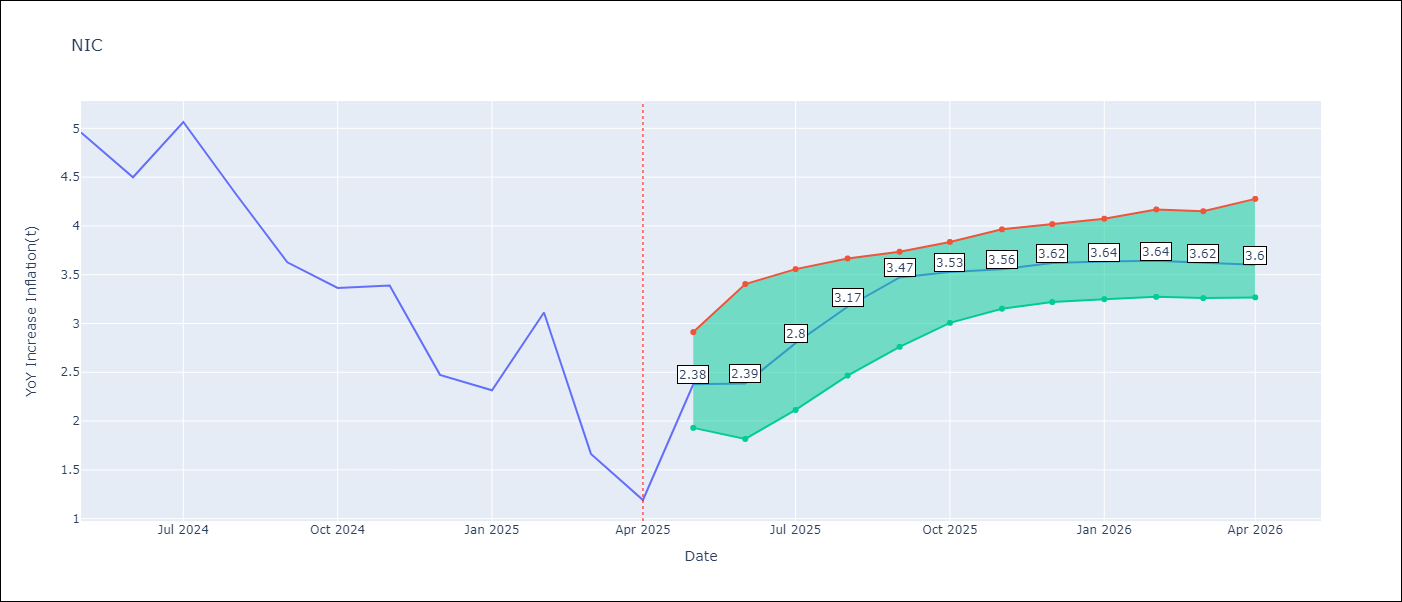 NIC
YoY Increase Inflation(t)
5
4.5
4
3.5
3
2.5
2
1.5
1
2.38
2.39
2.8
3.17
3.47
3.53
3.56
3.62
3.64
3.64
3.62
3.6
Jul 2024
Oct 2024
Jan 2025
Apr 2025
Jul 2025
Oct 2025
Jan 2026
Apr 2026
Date